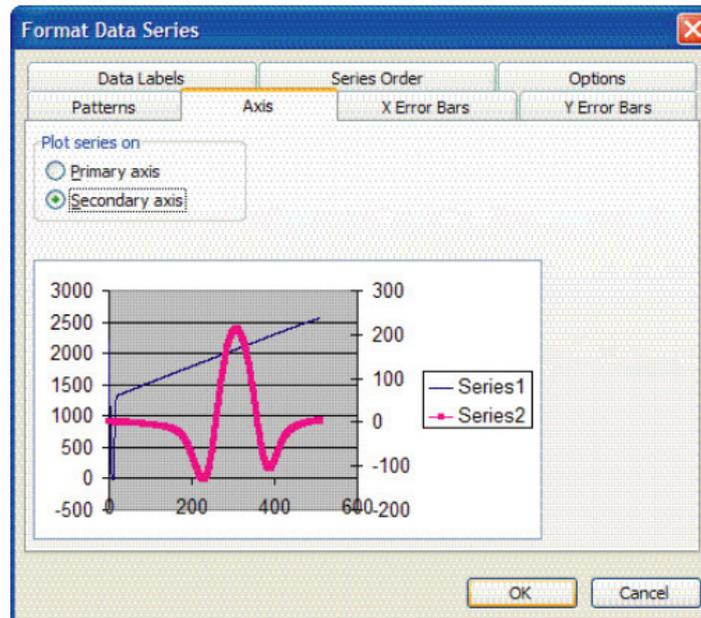 Format Data Series
Data Labels Series Order Options
Patterns Axis X Error Bars Y Error Bars
Plot series on
Primary axis
Secondary axis
3000 300
2500
200
2000
1500 100
1000
0
500
0 -100
-500 0 200 400 600 -200
Series1
Series2
OK Cancel